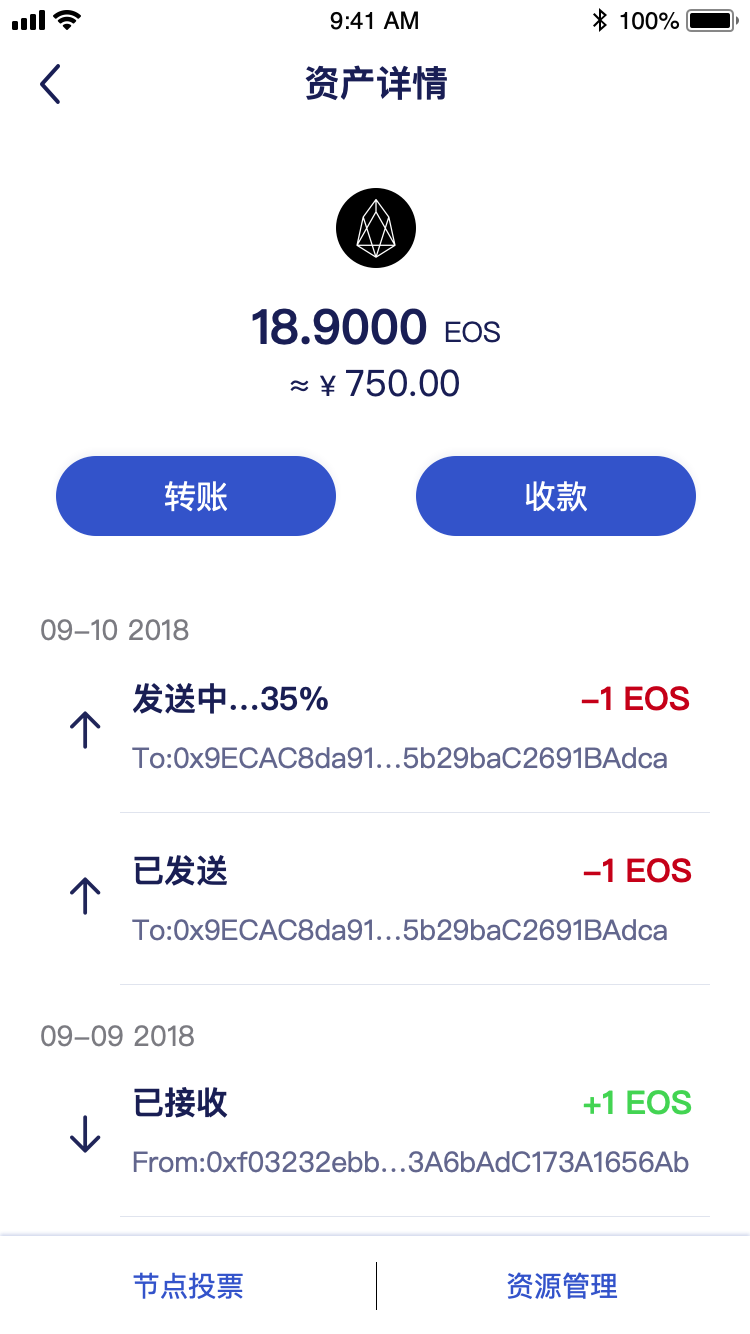 9:41 AM 100%
资产详情
18.9000 EOS
≈ ¥ 750.00
转账 收款
09–10 2018
发送中...35% –1 EOS
To:0x9ECAC8da91...5b29baC2691BAdca
已发送 –1 EOS
To:0x9ECAC8da91...5b29baC2691BAdca
09–09 2018
已接收 +1 EOS
From:0xf03232ebb...3A6bAdC173A1656Ab
节点投票 资源管理